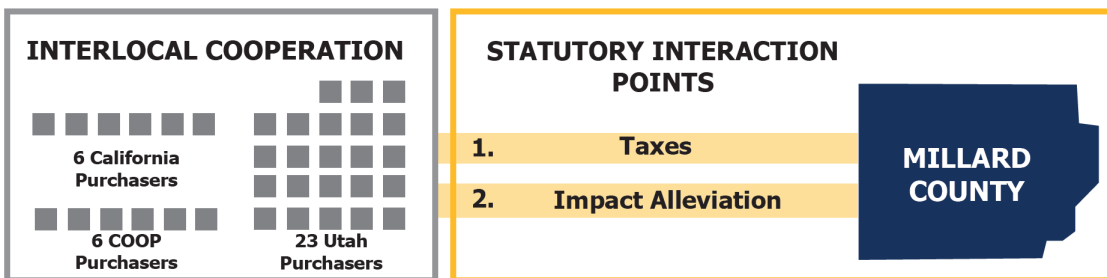 INTERLOCAL COOPERATION
6 California
Purchasers
6 COOP
Purchasers
23 Utah
Purchasers
STATUTORY INTERACTION
POINTS
1. Taxes
2. Impact Alleviation
MILLARD
COUNTY